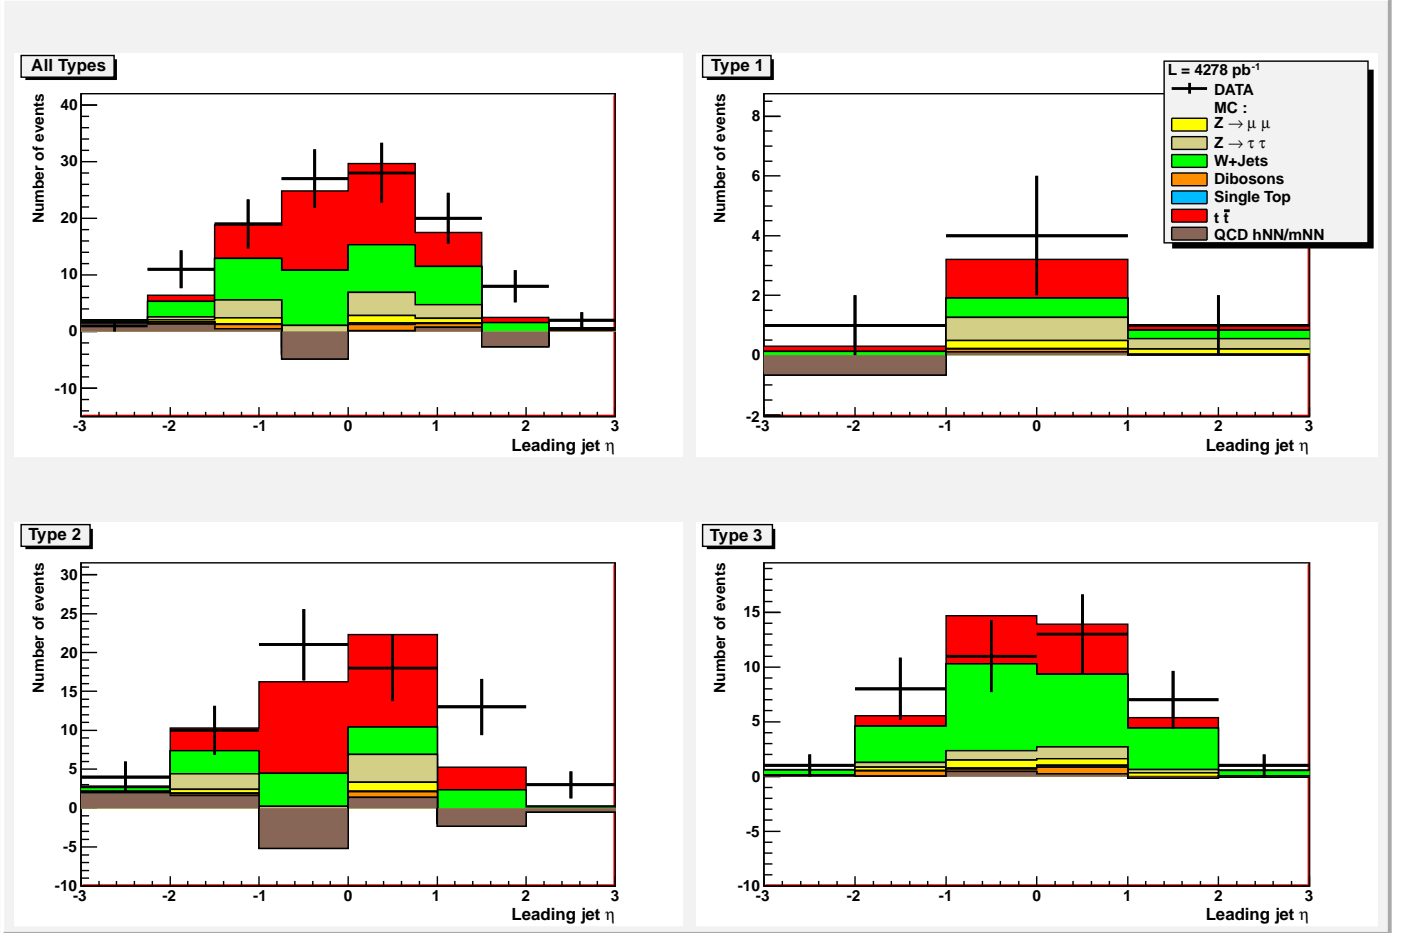 All Types
Number of events
40
30
20
10
0
-10
-3 -2 -1 0 1 2 3
Leading jet η
Type 1
Number of events
8
6
4
2
0
-2
-3 -2 -1 0 1 2 3
Leading jet η
L = 4278 pb⁻¹
DATA
MC :
Z → μ μ
Z → τ τ
W+Jets
Dibosons
Single Top
t t̄
QCD hNN/mNN
Type 2
Number of events
30
25
20
15
10
5
0
-5
-10
-3 -2 -1 0 1 2 3
Leading jet η
Type 3
Number of events
15
10
5
0
-5
-10
-3 -2 -1 0 1 2 3
Leading jet η